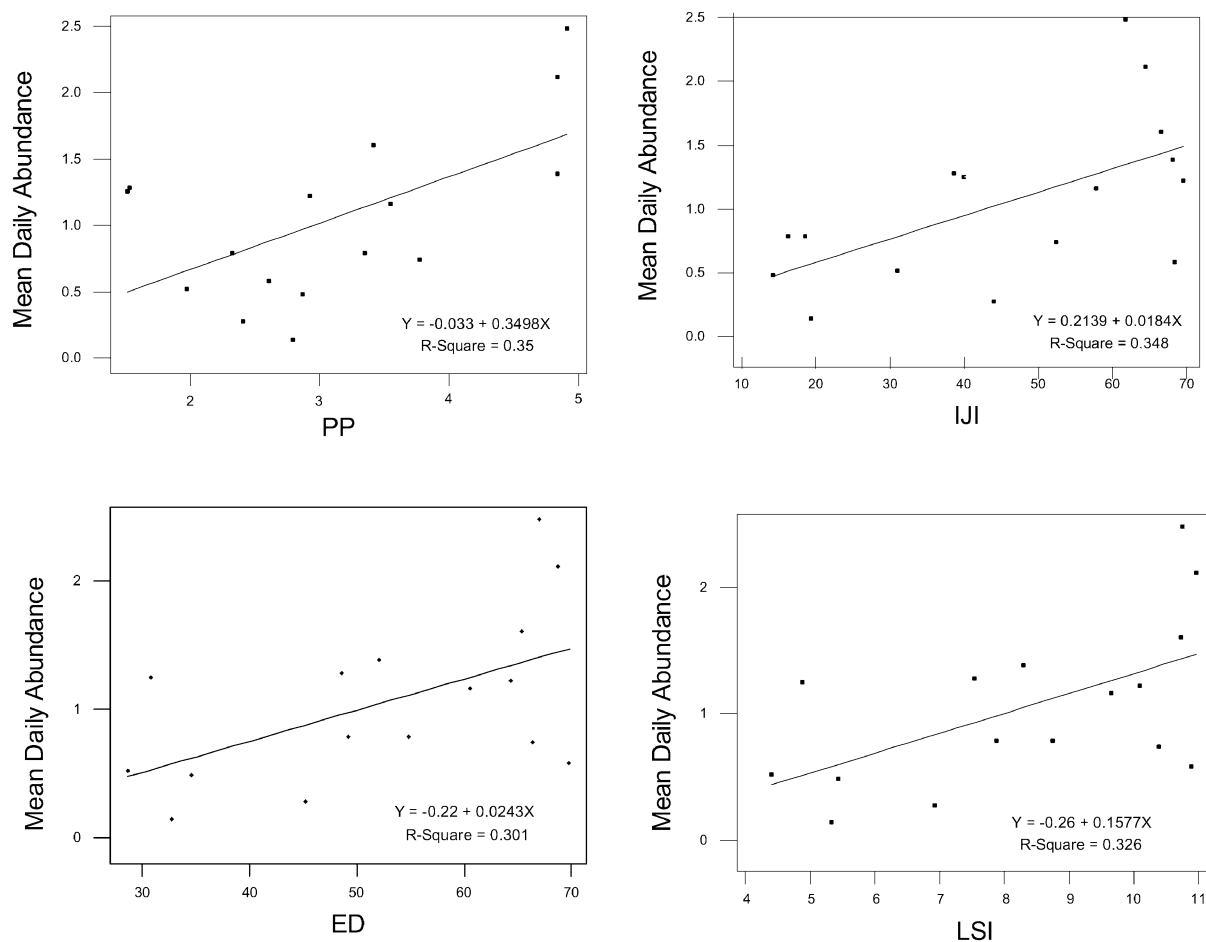 Mean Daily Abundance
2.5
2.0
1.5
1.0
0.5
0.0
Y = -0.033 + 0.3498X
R-Square = 0.35
2 3 4 5
PP
Mean Daily Abundance
2.5
2.0
1.5
1.0
0.5
0.0
Y = 0.2139 + 0.0184X
R-Square = 0.348
10 20 30 40 50 60 70
IJI
Mean Daily Abundance
2
1
0
Y = -0.22 + 0.0243X
R-Square = 0.301
30 40 50 60 70
ED
Mean Daily Abundance
2
1
0
Y = -0.26 + 0.1577X
R-Square = 0.326
4 5 6 7 8 9 10 11
LSI